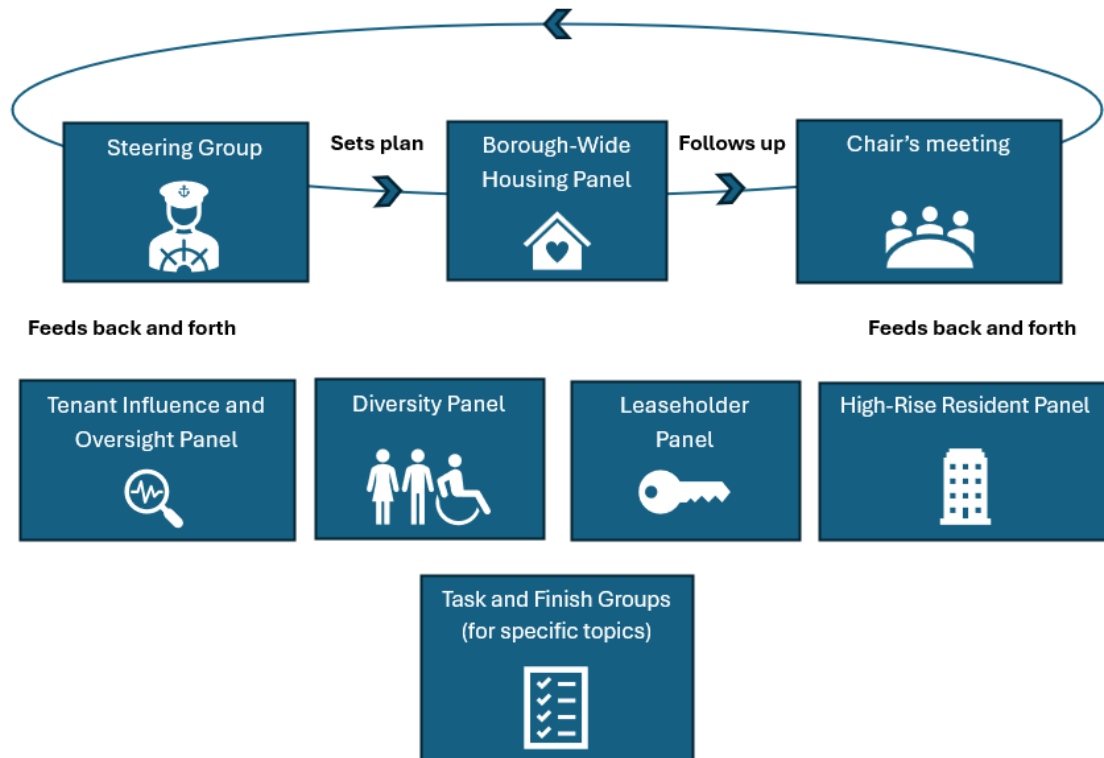 Steering Group
Sets plan
Borough-Wide
Housing Panel
Follows up
Chair's meeting
Feeds back and forth
Feeds back and forth
Tenant Influence and
Oversight Panel
Diversity Panel
Leaseholder
Panel
High-Rise Resident Panel
Task and Finish Groups
(for specific topics)